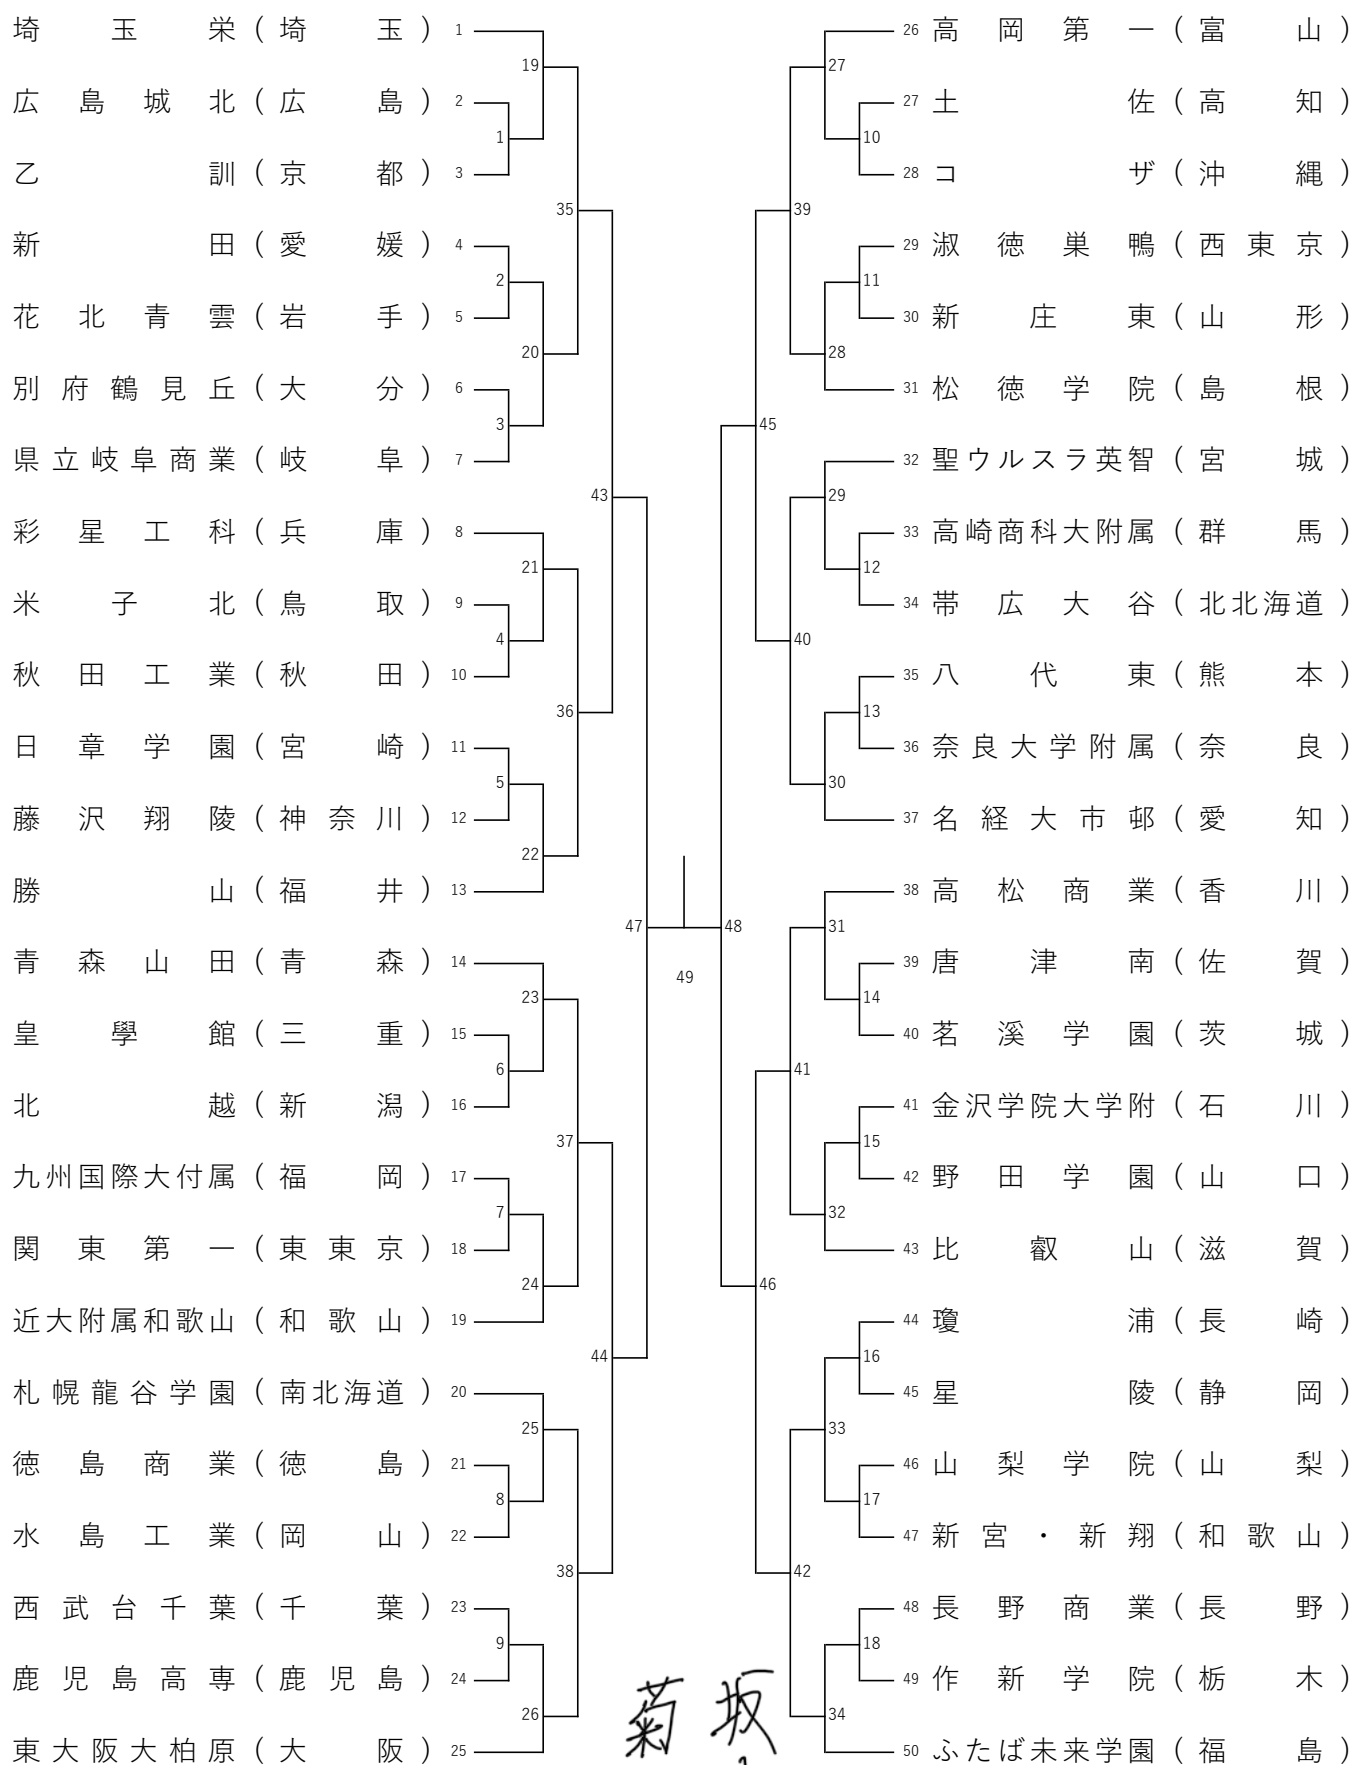 埼玉栄(埼玉) 1
広島城北(広島) 2
乙訓(京都) 3
新田(愛媛) 4
花北青雲(岩手) 5
別府鶴見丘(大分) 6
県立岐阜商業(岐阜) 7
彩星工科(兵庫) 8
米子北(鳥取) 9
秋田工業(秋田) 10
日章学園(宮崎) 11
藤沢翔陵(神奈川) 12
勝山(福井) 13
青森山田(青森) 14
皇學館(三重) 15
北越(新潟) 16
九州国際大付属(福岡) 17
関東第一(東東京) 18
近大附属和歌山(和歌山) 19
札幌龍谷学園(南北海道) 20
徳島商業(徳島) 21
水島工業(岡山) 22
西武台千葉(千葉) 23
鹿児島高専(鹿児島) 24
東大阪大柏原(大阪) 25
19
1
35
2
20
3
43
21
4
36
5
22
47
23
6
37
7
24
44
25
8
38
9
26
49
27
10
39
11
28
45
29
12
40
13
30
48
31
14
41
15
32
46
16
33
17
42
18
34
26 高岡第一(富山)
27 土佐(高知)
28 コザ(沖縄)
29 淑徳巣鴨(西東京)
30 新庄東(山形)
31 松徳学院(島根)
32 聖ウルスラ英智(宮城)
33 高崎商科大附属(群馬)
34 帯広大谷(北北海道)
35 八代東(熊本)
36 奈良大学附属(奈良)
37 名経大市邨(愛知)
38 高松商業(香川)
39 唐津南(佐賀)
40 茗溪学園(茨城)
41 金沢学院大学附(石川)
42 野田学園(山口)
43 比叡山(滋賀)
44 瓊浦(長崎)
45 星陵(静岡)
46 山梨学院(山梨)
47 新宮・新翔(和歌山)
48 長野商業(長野)
49 作新学院(栃木)
50 ふたば未来学園(福島)
菊坂